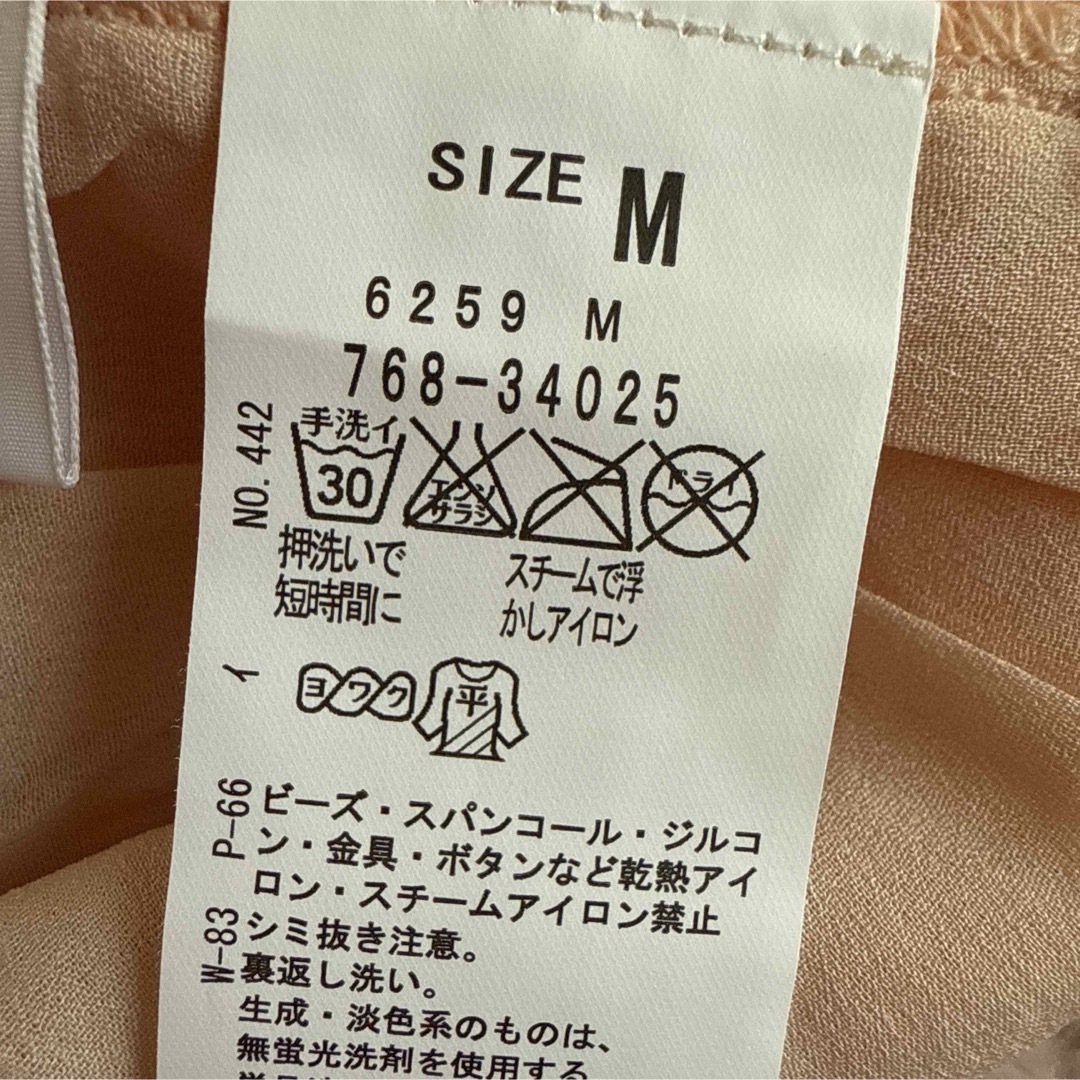 SIZE M
6259 M
768-34025
NO.442
手洗イ
30
エンソ
サラシ
ドライ
押洗いで
短時間に
スチームで浮
かしアイロン
イ
ヨワク
平
P-66
ビーズ・スパンコール・ジルコ
ン・金具・ボタンなど乾熱アイ
ロン・スチームアイロン禁止
W-83
シミ抜き注意。
裏返し洗い。
生成・淡色系のものは、
無蛍光洗剤を使用する